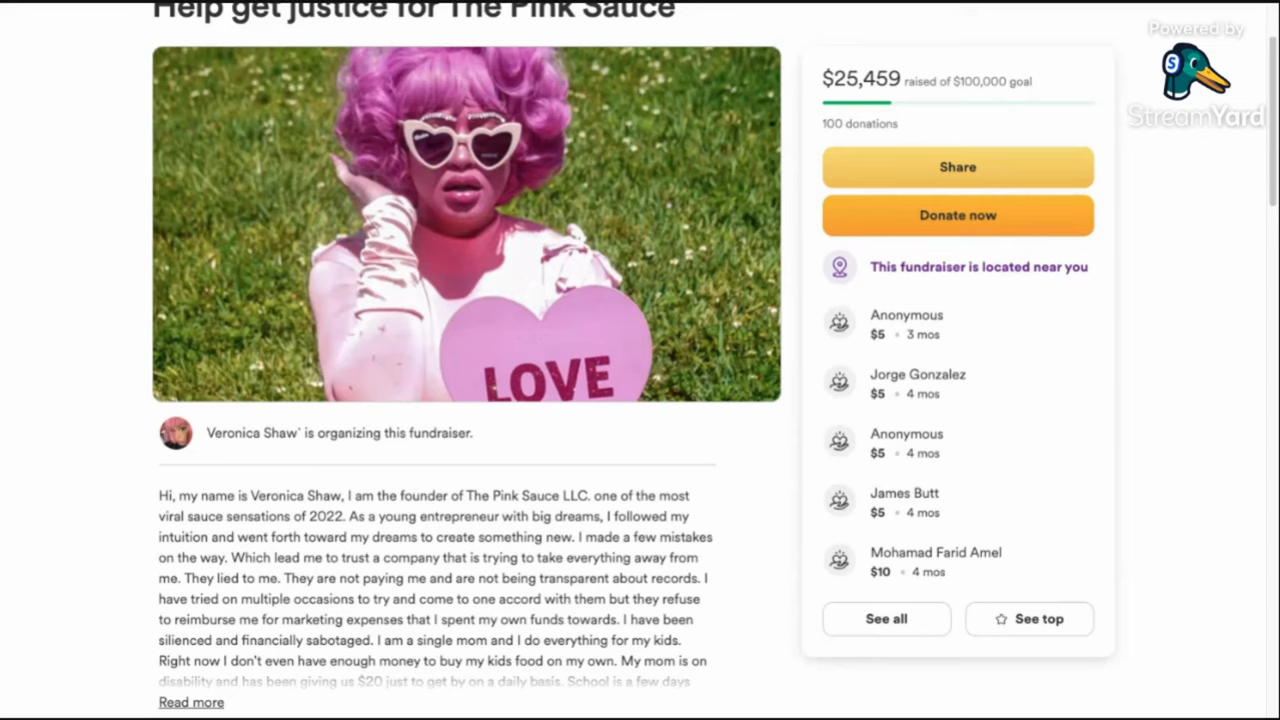 Help get justice for The Pink Sauce
Powered by
S
StreamYard
LOVE
$25,459 raised of $100,000 goal
100 donations
Share
Donate now
This fundraiser is located near you
Anonymous
$5 • 3 mos
Jorge Gonzalez
$5 • 4 mos
Anonymous
$5 • 4 mos
James Butt
$5 • 4 mos
Mohamad Farid Amel
$10 • 4 mos
See all
See top
Veronica Shaw` is organizing this fundraiser.
Hi, my name is Veronica Shaw, I am the founder of The Pink Sauce LLC. one of the most
viral sauce sensations of 2022. As a young entrepreneur with big dreams, I followed my
intuition and went forth toward my dreams to create something new. I made a few mistakes
on the way. Which lead me to trust a company that is trying to take everything away from
me. They lied to me. They are not paying me and are not being transparent about records. I
have tried on multiple occasions to try and come to one accord with them but they refuse
to reimburse me for marketing expenses that I spent my own funds towards. I have been
silienced and financially sabotaged. I am a single mom and I do everything for my kids.
Right now I don't even have enough money to buy my kids food on my own. My mom is on
disability and has been giving us $20 just to get by on a daily basis. School is a few days
Read more